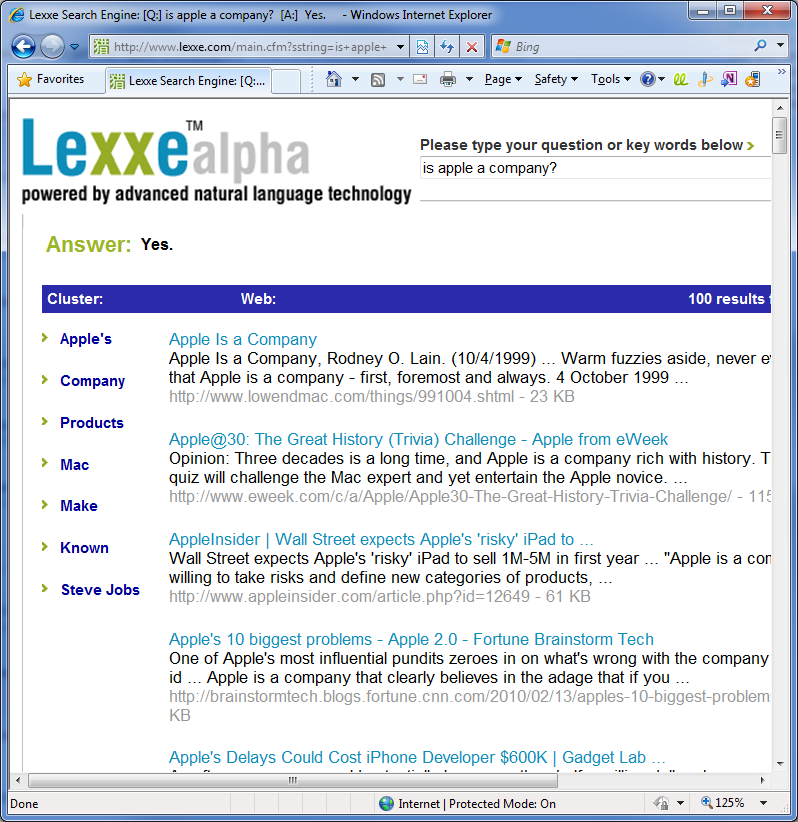 Lexxe Search Engine: [Q:] is apple a company? [A:] Yes. - Windows Internet Explorer
http://www.lexxe.com/main.cfm?sstring=is+apple+
Bing
Favorites
Lexxe Search Engine: [Q:...
Page
Safety
Tools
Lexxe alpha TM
powered by advanced natural language technology
Please type your question or key words below
is apple a company?
Answer: Yes.
Cluster: Web: 100 results
Apple's
Company
Products
Mac
Make
Known
Steve Jobs
Apple Is a Company
Apple Is a Company, Rodney O. Lain. (10/4/1999) ... Warm fuzzies aside, never
that Apple is a company - first, foremost and always. 4 October 1999 ...
http://www.lowendmac.com/things/991004.shtml - 23 KB
Apple@30: The Great History (Trivia) Challenge - Apple from eWeek
Opinion: Three decades is a long time, and Apple is a company rich with history.
quiz will challenge the Mac expert and yet entertain the Apple novice. ...
http://www.eweek.com/c/a/Apple/Apple30-The-Great-History-Trivia-Challenge/ - 115
AppleInsider | Wall Street expects Apple's 'risky' iPad to ...
Wall Street expects Apple's 'risky' iPad to sell 1M-5M in first year ... "Apple is a
willing to take risks and define new categories of products, ...
http://www.appleinsider.com/article.php?id=12649 - 61 KB
Apple's 10 biggest problems - Apple 2.0 - Fortune Brainstorm Tech
One of Apple's most influential pundits zeroes in on what's wrong with the company
id ... Apple is a company that clearly believes in the adage that if you ...
http://brainstormtech.blogs.fortune.cnn.com/2010/02/13/apples-10-biggest-problems
KB
Apple's Delays Could Cost iPhone Developer $600K | Gadget Lab ...
Done
Internet | Protected Mode: On
125%